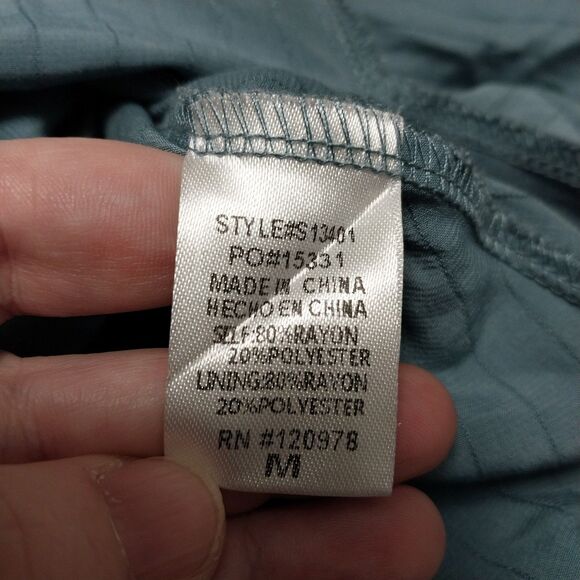 STYLE#S13401
PO#15331
MADE IN CHINA
HECHO EN CHINA
SELF:80%RAYON
20%POLYESTER
LINING:80%RAYON
20%POLYESTER
RN #120978
M